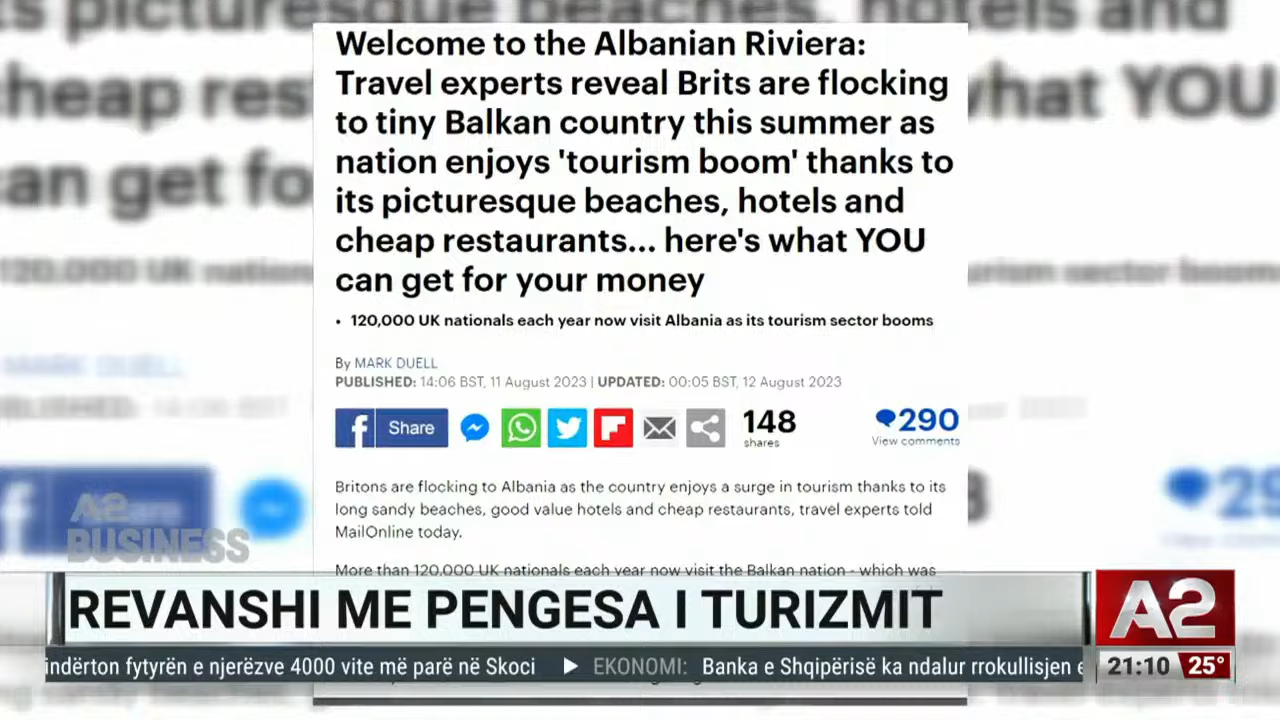 Welcome to the Albanian Riviera:
Travel experts reveal Brits are flocking
to tiny Balkan country this summer as
nation enjoys 'tourism boom' thanks to
its picturesque beaches, hotels and
cheap restaurants... here's what YOU
can get for your money
• 120,000 UK nationals each year now visit Albania as its tourism sector booms
By MARK DUELL
PUBLISHED: 14:06 BST, 11 August 2023 | UPDATED: 00:05 BST, 12 August 2023
Share
148
shares
290
View comments
Britons are flocking to Albania as the country enjoys a surge in tourism thanks to its
long sandy beaches, good value hotels and cheap restaurants, travel experts told
MailOnline today.
More than 120,000 UK nationals each year now visit the Balkan nation - which was
A2
BUSINESS
REVANSHI ME PENGESA I TURIZMIT
A2
indërton fytyrën e njerëzve 4000 vite më parë në Skoci ▶ EKONOMI: Banka e Shqipërisë ka ndalur rrokullisjen e
21:10 25°